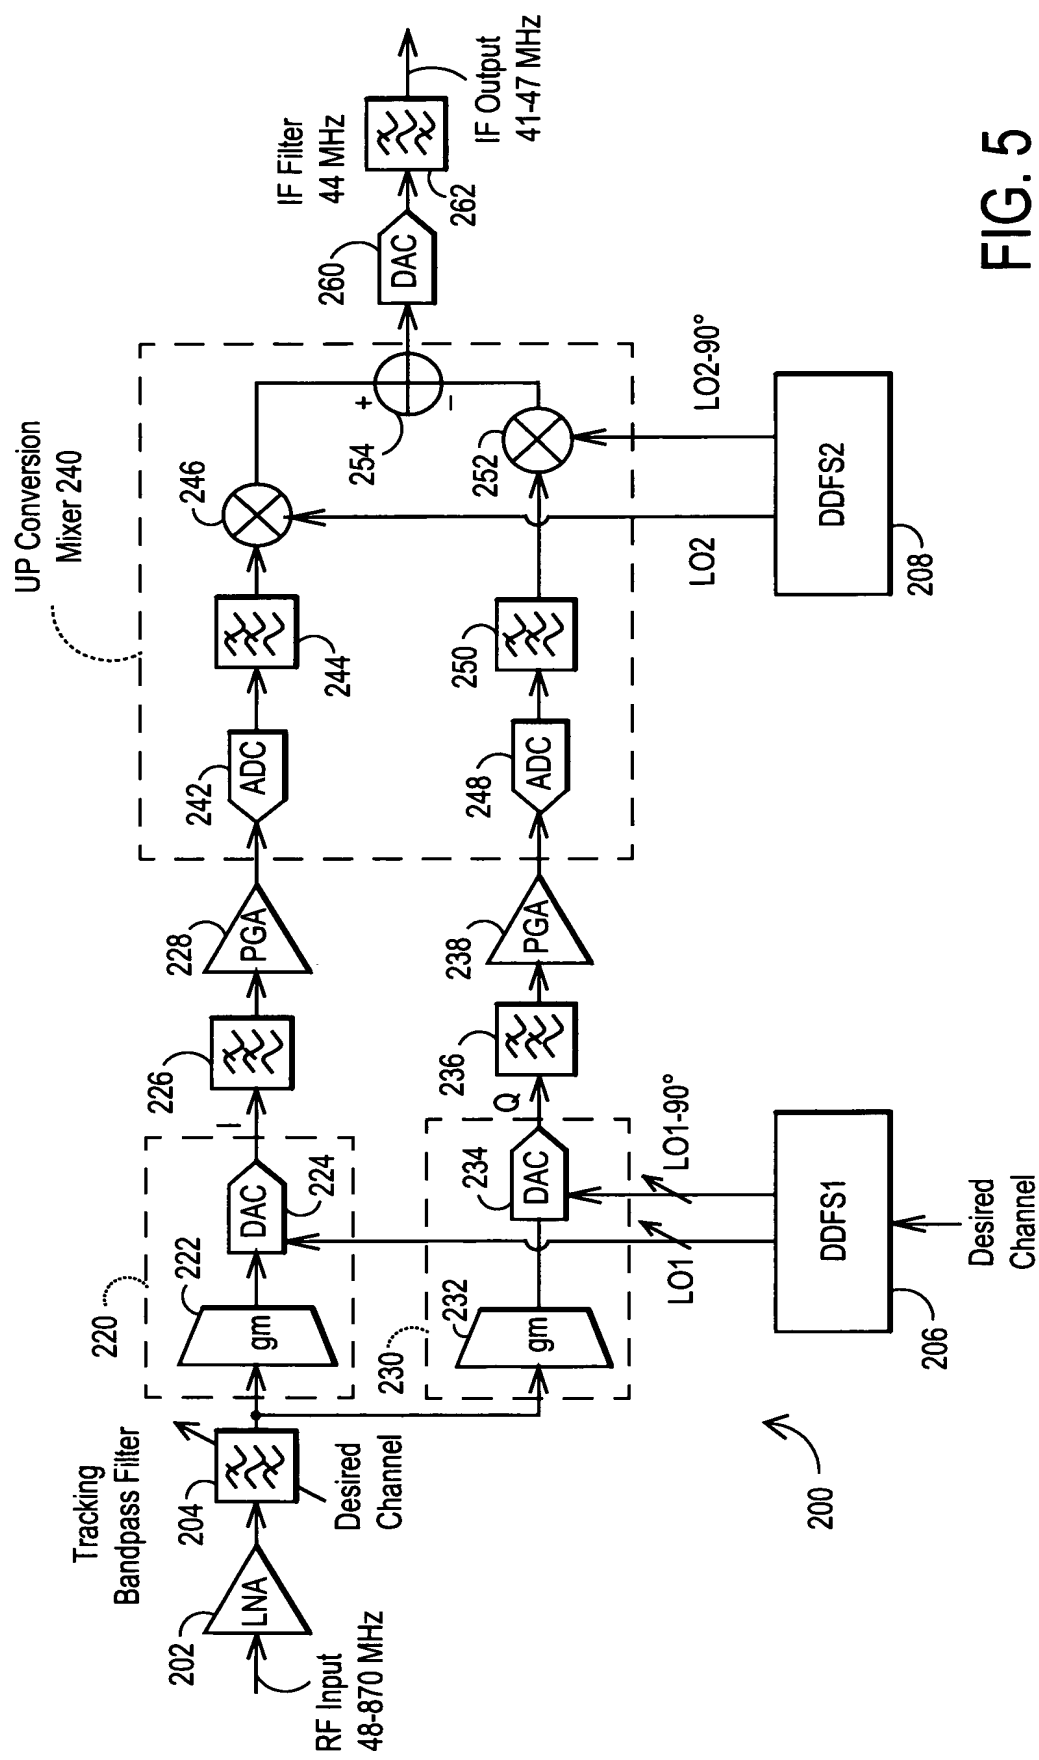 UP Conversion
Mixer 240
Tracking
Bandpass Filter
IF Filter
44 MHz
202
LNA
RF Input
48-870 MHz
204
Desired
Channel
220
222
gm
DAC
224
I
226
228
PGA
242
ADC
244
246
+
254
-
260
DAC
262
IF Output
41-47 MHz
230
232
gm
234
DAC
Q
236
238
PGA
248
ADC
250
252
LO1
LO1-90°
LO2
LO2-90°
200
206
DDFS1
Desired
Channel
208
DDFS2
FIG. 5